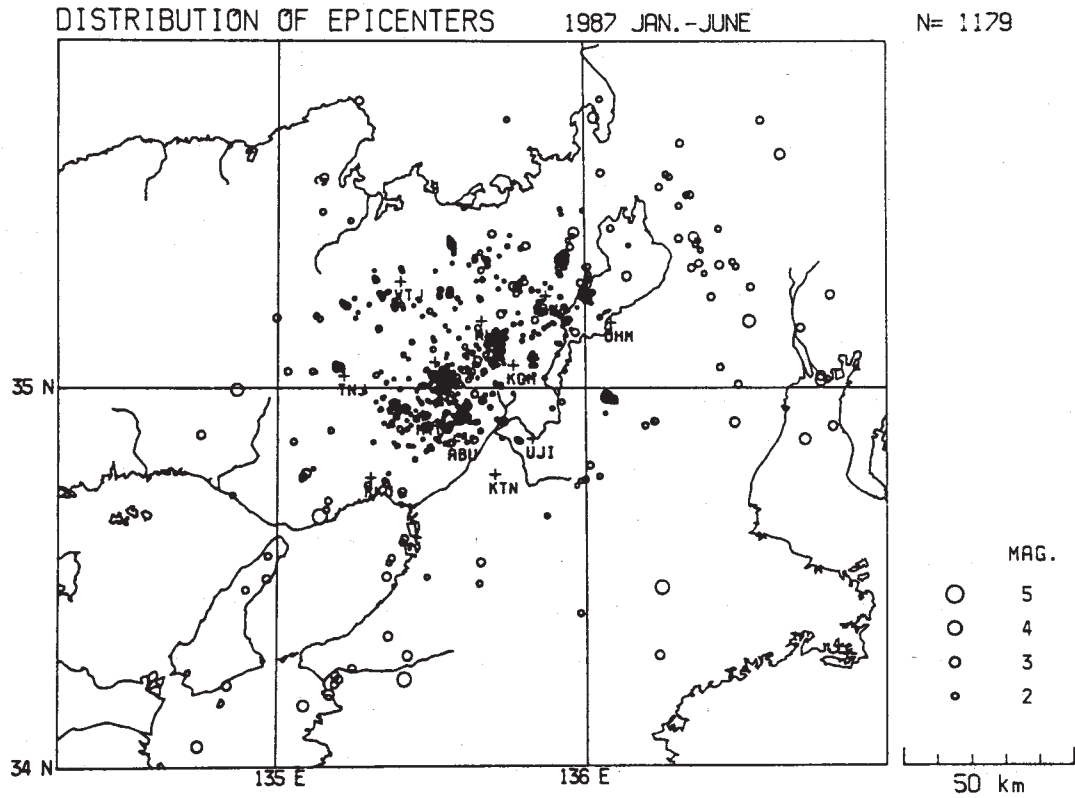 DISTRIBUTION OF EPICENTERS 1987 JAN.-JUNE N= 1179
WTJ
OHM
KOM
35 N
TNJ
ABU
UJI
KTN
MAG.
5
4
3
2
34 N
135 E
136 E
50 km